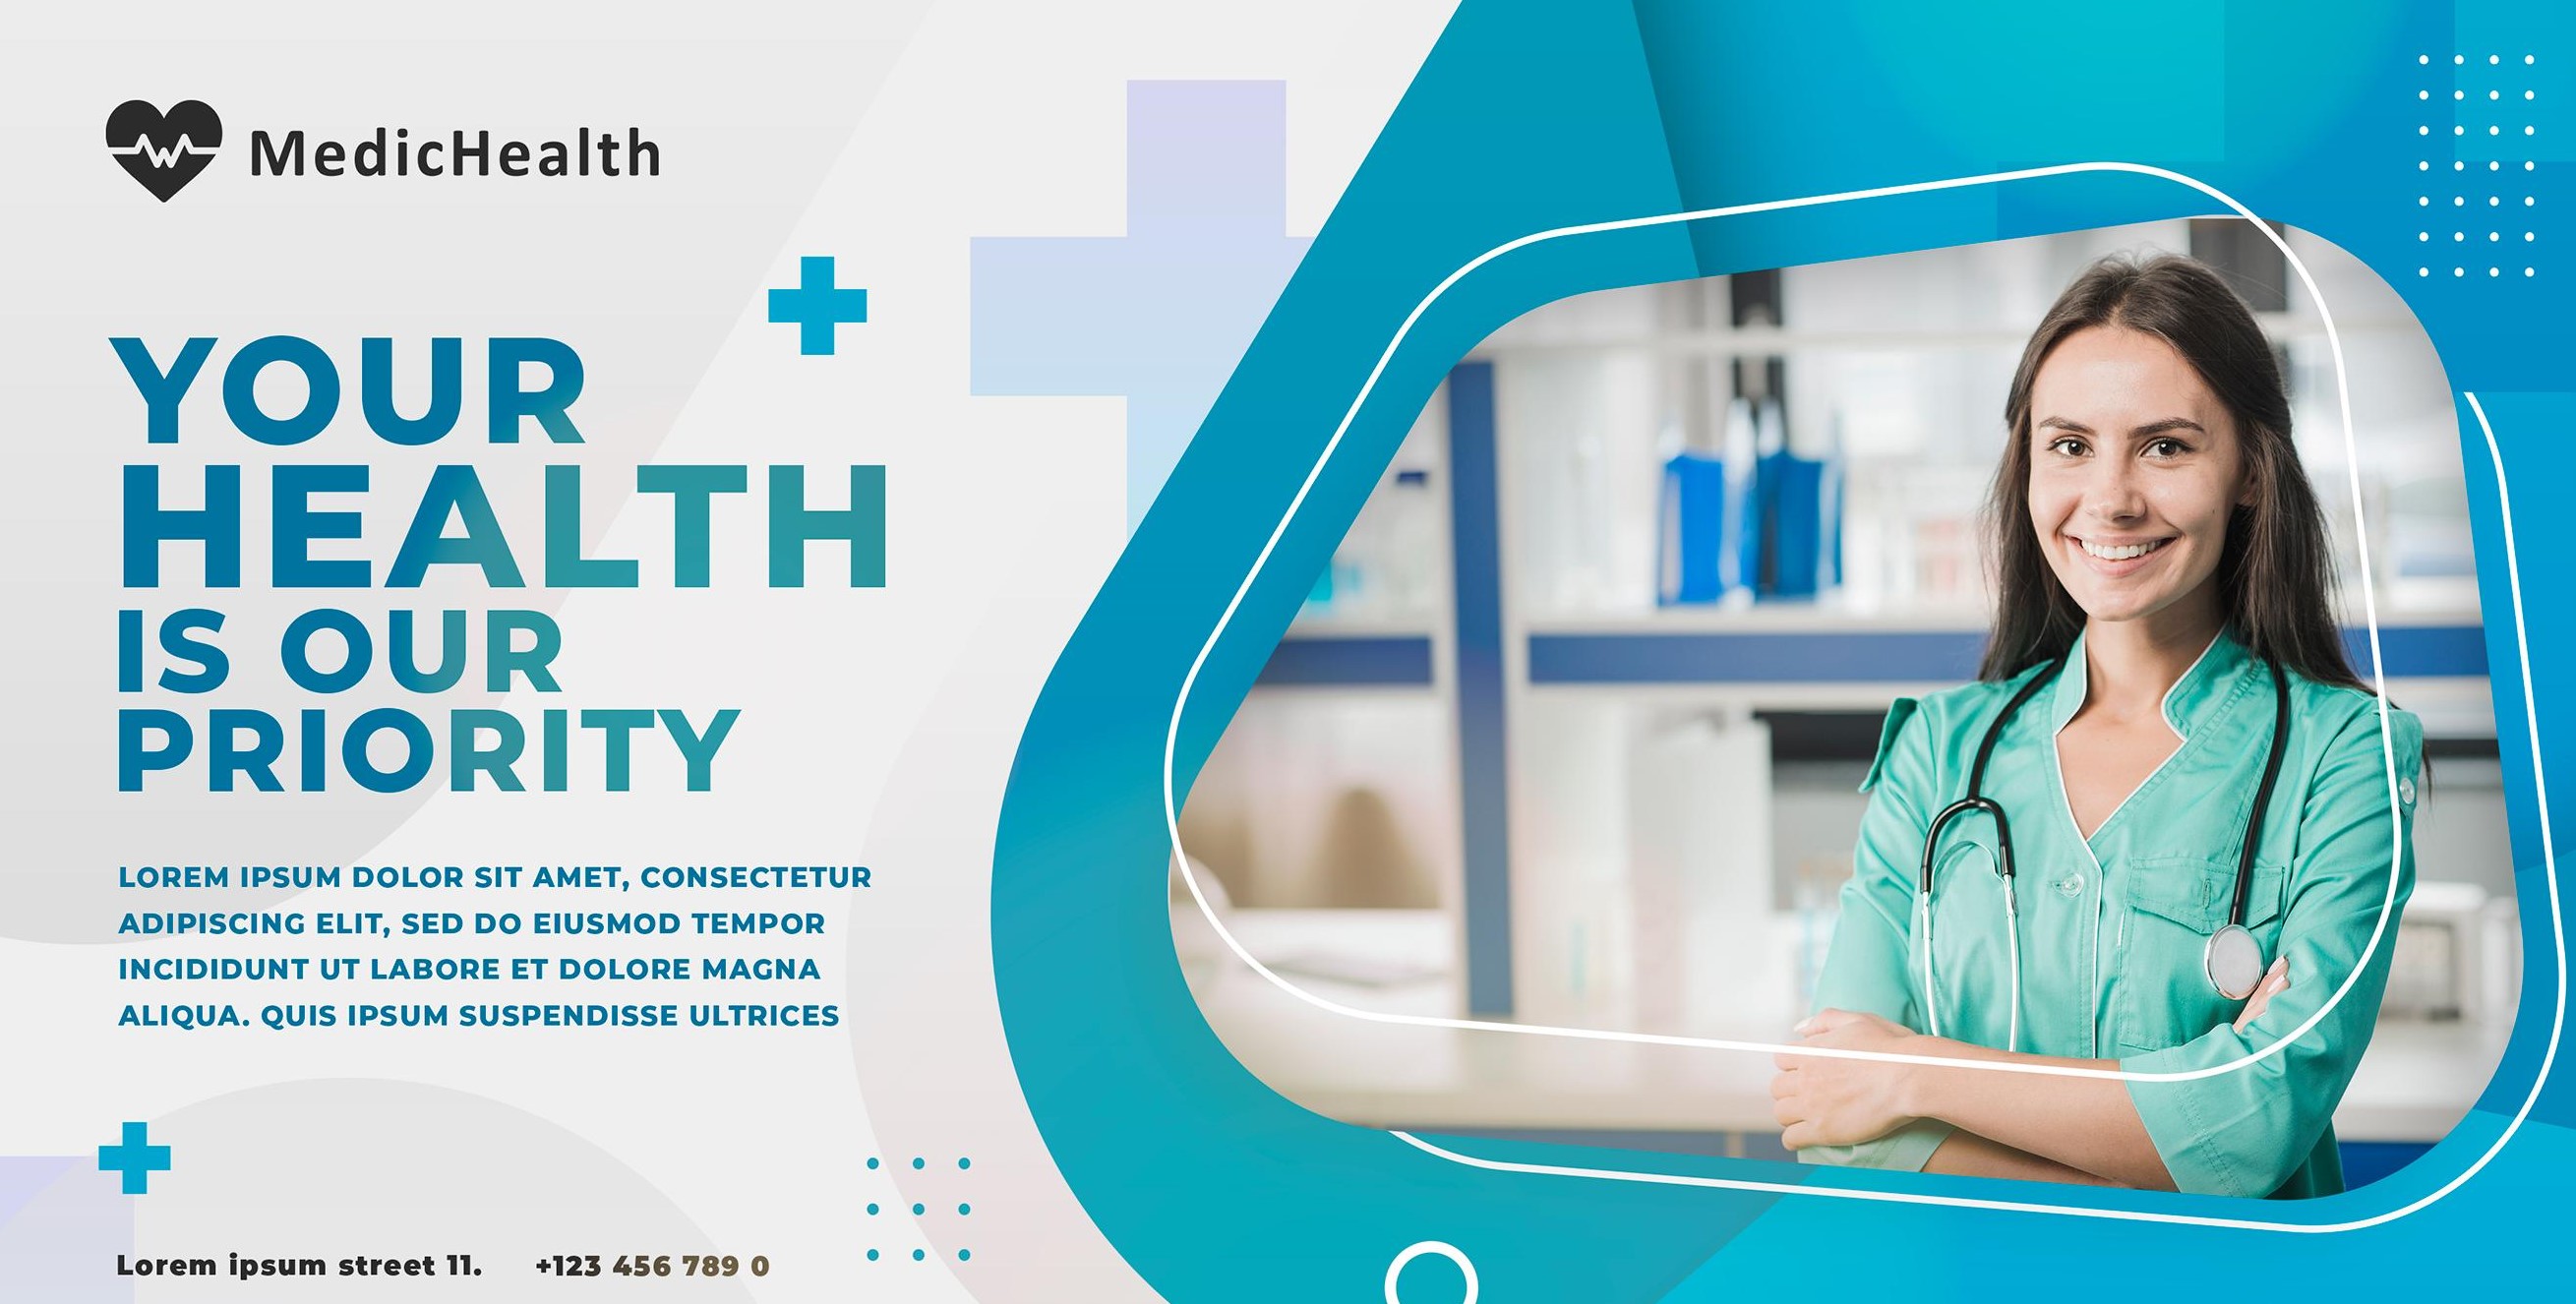 MedicHealth
YOUR
HEALTH
IS OUR
PRIORITY
LOREM IPSUM DOLOR SIT AMET, CONSECTETUR
ADIPISCING ELIT, SED DO EIUSMOD TEMPOR
INCIDIDUNT UT LABORE ET DOLORE MAGNA
ALIQUA. QUIS IPSUM SUSPENDISSE ULTRICES
Lorem ipsum street 11. +123 456 789 0